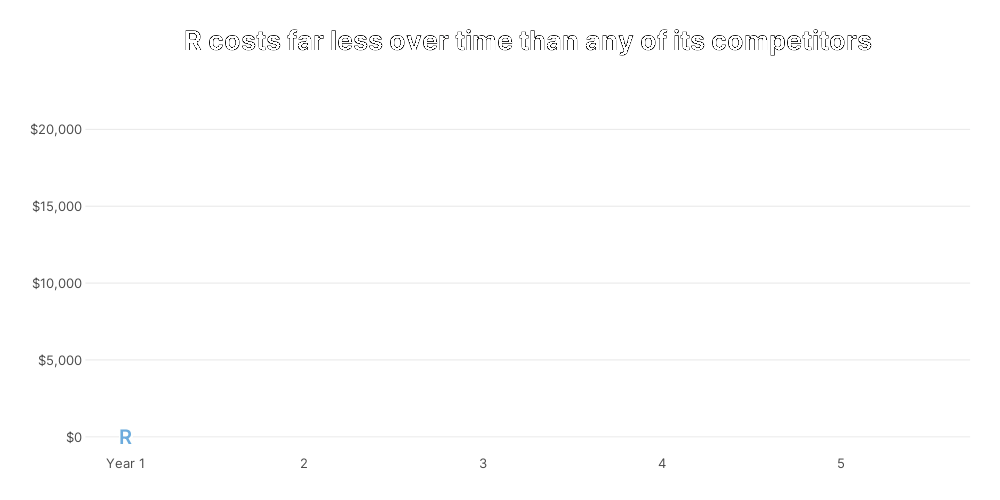 R costs far less over time than any of its competitors
$20,000
$15,000
$10,000
$5,000
$0
R
Year 1 2 3 4 5